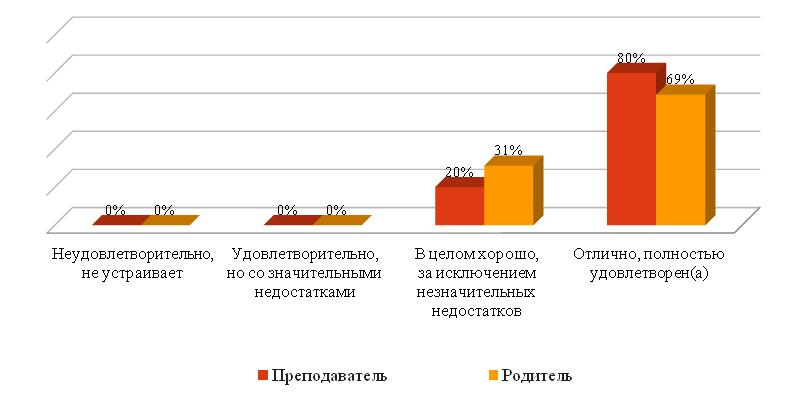 80%
69%
31%
20%
0% 0% 0% 0%
Неудовлетворительно,
не устраивает
Удовлетворительно,
но со значительными
недостатками
В целом хорошо,
за исключением
незначительных
недостатков
Отлично, полностью
удовлетворен(а)
Преподаватель Родитель